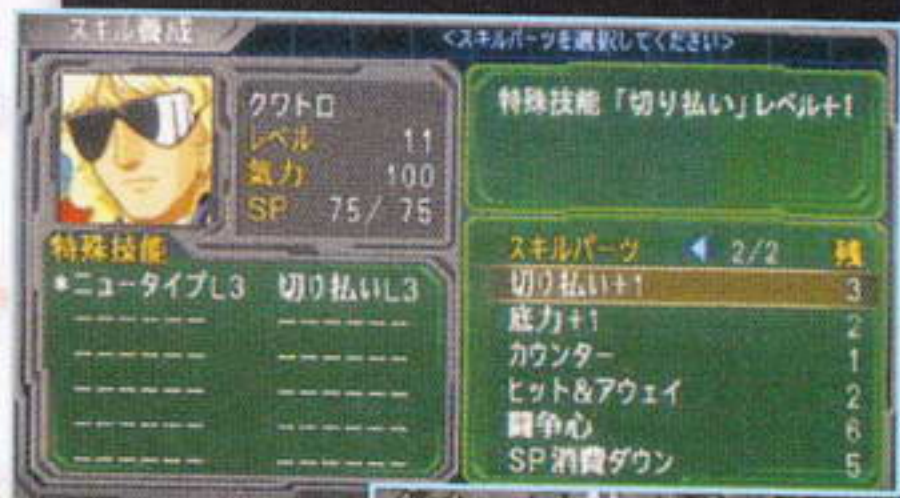 スキル養成
<スキルパーツを選択してください>
クワトロ
レベル 11
気力 100
SP 75/ 75
特殊技能「切り払い」レベル+1
特殊技能
*ニュータイプL3 切り払いL3
------ ------
------ ------
------ ------
------ ------
------ ------
スキルパーツ ◀ 2/2 残
切り払い+1 3
底力+1 2
カウンター 1
ヒット&アウェイ 2
闘争心 6
SP消費ダウン 5